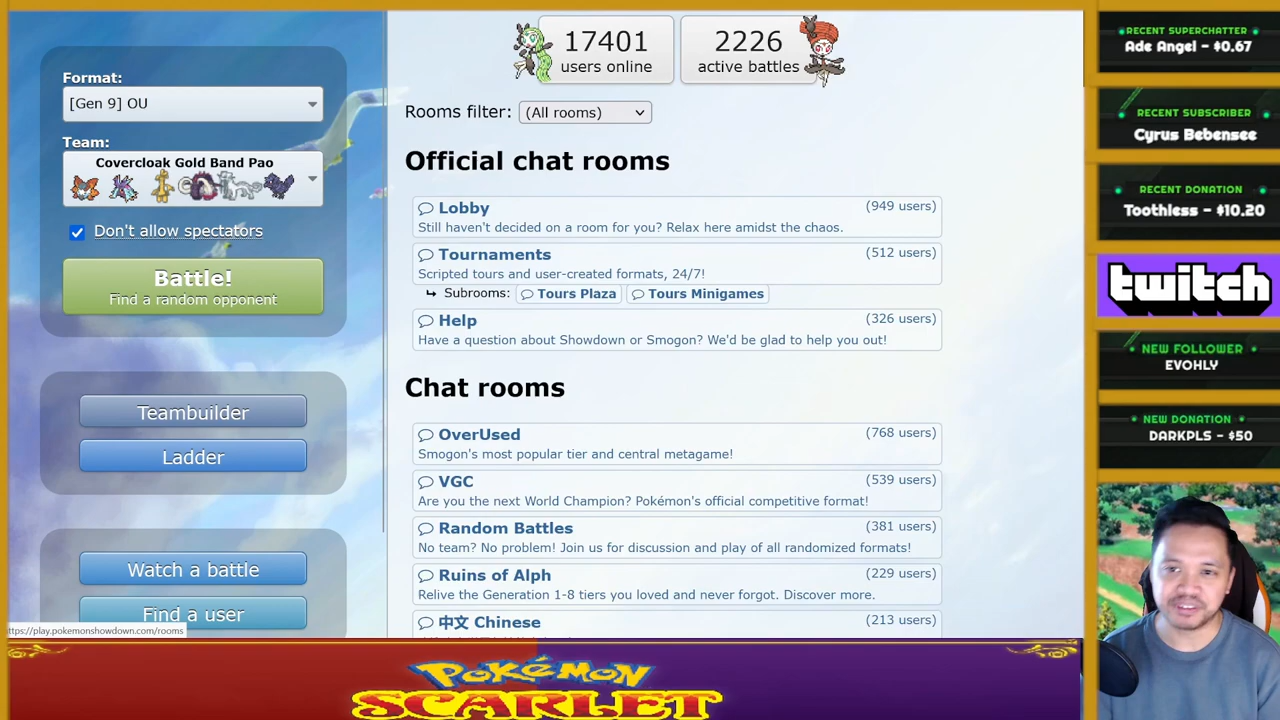 Format:
[Gen 9] OU
Team:
Covercloak Gold Band Pao
Don't allow spectators
Battle!
Find a random opponent
Teambuilder
Ladder
Watch a battle
Find a user
ttps://play.pokemonshowdown.com/rooms
17401
users online
2226
active battles
Rooms filter: (All rooms)
Official chat rooms
Lobby (949 users)
Still haven't decided on a room for you? Relax here amidst the chaos.
Tournaments (512 users)
Scripted tours and user-created formats, 24/7!
Subrooms: Tours Plaza Tours Minigames
Help (326 users)
Have a question about Showdown or Smogon? We'd be glad to help you out!
Chat rooms
OverUsed (768 users)
Smogon's most popular tier and central metagame!
VGC (539 users)
Are you the next World Champion? Pokémon's official competitive format!
Random Battles (381 users)
No team? No problem! Join us for discussion and play of all randomized formats!
Ruins of Alph (229 users)
Relive the Generation 1-8 tiers you loved and never forgot. Discover more.
中文 Chinese (213 users)
POKéMON
SCARLET
RECENT SUPERCHATTER
Ade Angel - $0.67
RECENT SUBSCRIBER
Cyrus Bebensee
RECENT DONATION
Toothless - $10.20
twitch
NEW FOLLOWER
EVOHLY
NEW DONATION
DARKPLS - $50